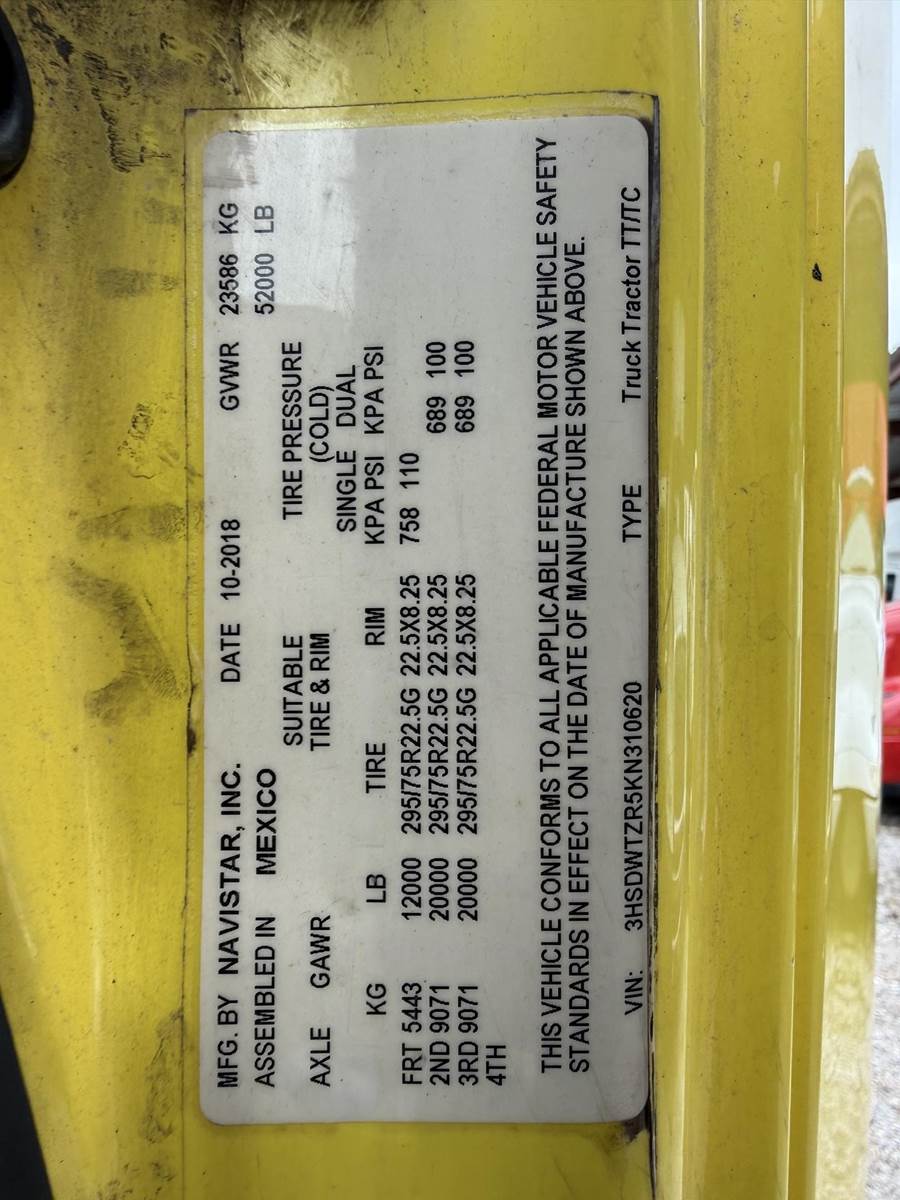 MFG. BY NAVISTAR, INC. DATE 10-2018 GVWR 23586 KG
ASSEMBLED IN MEXICO 52000 LB
SUITABLE TIRE PRESSURE
AXLE GAWR TIRE & RIM (COLD)
SINGLE DUAL
KG LB TIRE RIM KPA PSI KPA PSI
FRT 5443 12000 295/75R22.5G 22.5X8.25 758 110
2ND 9071 20000 295/75R22.5G 22.5X8.25 689 100
3RD 9071 20000 295/75R22.5G 22.5X8.25 689 100
4TH
THIS VEHICLE CONFORMS TO ALL APPLICABLE FEDERAL MOTOR VEHICLE SAFETY
STANDARDS IN EFFECT ON THE DATE OF MANUFACTURE SHOWN ABOVE.
VIN: 3HSDWTZR5KN310620 TYPE Truck Tractor TT/TC